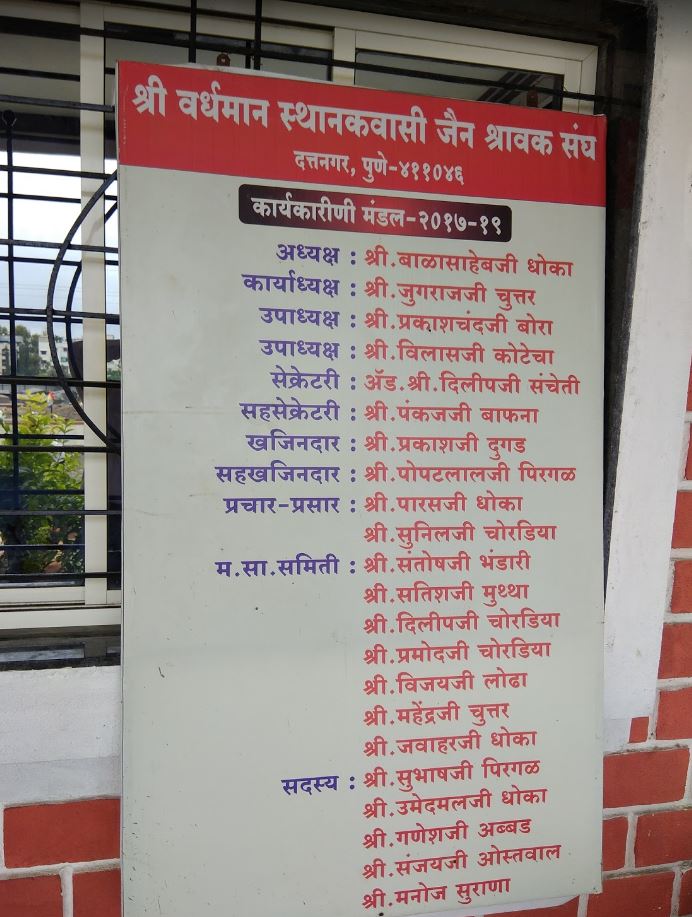 श्री वर्धमान स्थानकवासी जैन श्रावक संघ
दत्तनगर, पुणे-४११०४६
कार्यकारीणी मंडल-२०१७-१९
अध्यक्ष : श्री.बाळासाहेबजी धोका
कार्याध्यक्ष : श्री.जुगराजजी चुत्तर
उपाध्यक्ष : श्री.प्रकाशचंदजी बोरा
उपाध्यक्ष : श्री.विलासजी कोटेचा
सेक्रेटरी : ॲड.श्री.दिलीपजी संचेती
सहसेक्रेटरी : श्री.पंकजजी बाफना
खजिनदार : श्री.प्रकाशजी दुगड
सहखजिनदार : श्री.पोपटलालजी पिरगळ
प्रचार-प्रसार : श्री.पारसजी धोका
श्री.सुनिलजी चोरडिया
म.सा.समिती : श्री.संतोषजी भंडारी
श्री.सतिशजी मुथ्था
श्री.दिलीपजी चोरडिया
श्री.प्रमोदजी चोरडिया
श्री.विजयजी लोढा
श्री.महेंद्रजी चुत्तर
श्री.जवाहरजी धोका
सदस्य : श्री.सुभाषजी पिरगळ
श्री.उमेदमलजी धोका
श्री.गणेशजी अब्बड
श्री.संजयजी ओस्तवाल
श्री.मनोज सुराणा